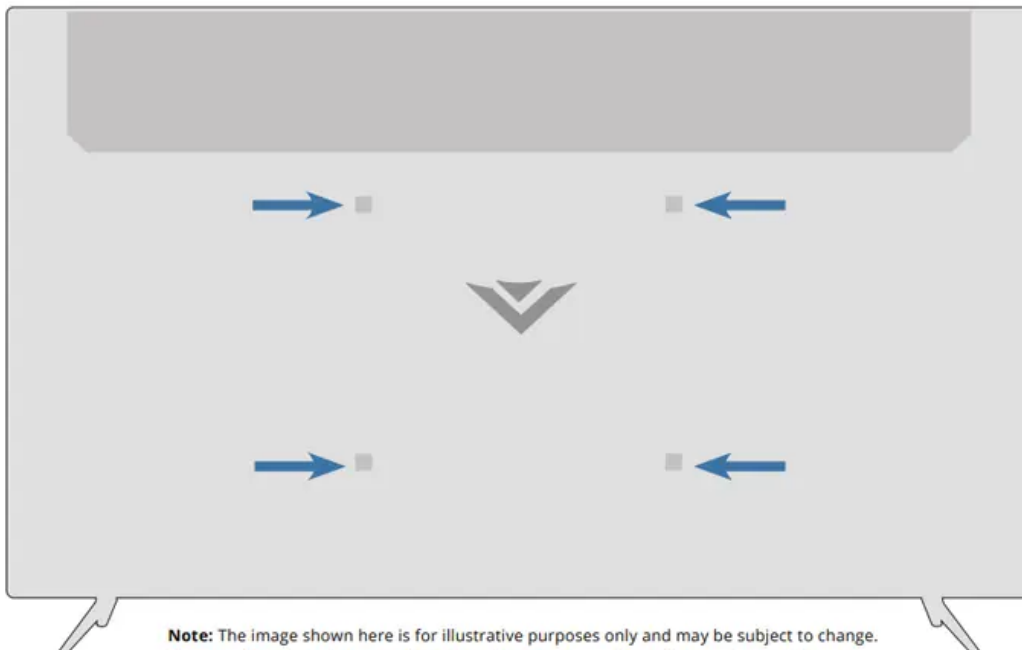 Note: The image shown here is for illustrative purposes only and may be subject to change.